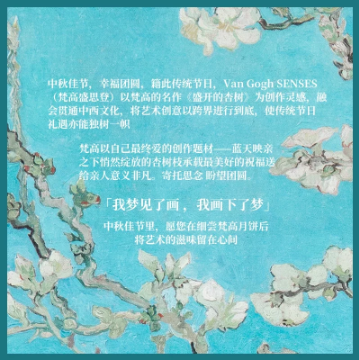 中秋佳节，幸福团圆，籍此传统节日，Van Gogh SENSES
（梵高盛思登）以梵高的名作《盛开的杏树》为创作灵感，融
会贯通中西文化，将艺术创意以跨界进行到底，使传统节日
礼遇亦能独树一帜
梵高以自己最终爱的创作题材——蓝天映亲
之下悄然绽放的杏树枝承载最美好的祝福送
给亲人意义非凡。寄托思念 盼望团圆。
「我梦见了画，我画下了梦」
中秋佳节里，愿您在细尝梵高月饼后
将艺术的滋味留在心间